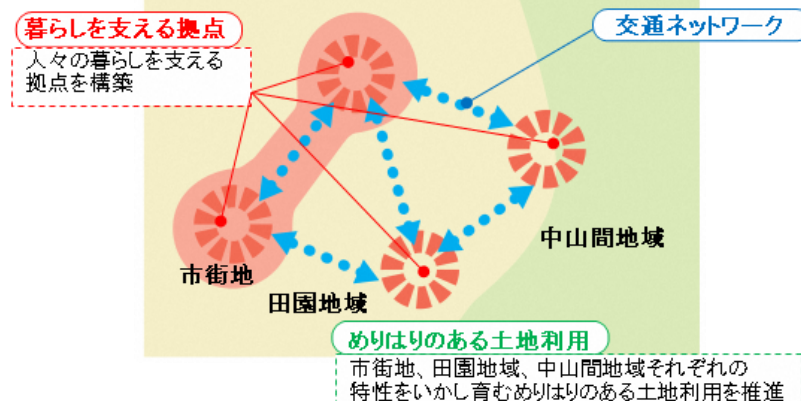 暮らしを支える拠点
人々の暮らしを支える
拠点を構築
交通ネットワーク
中山間地域
市街地
田園地域
めりはりのある土地利用
市街地、田園地域、中山間地域それぞれの
特性をいかし育むめりはりのある土地利用を推進